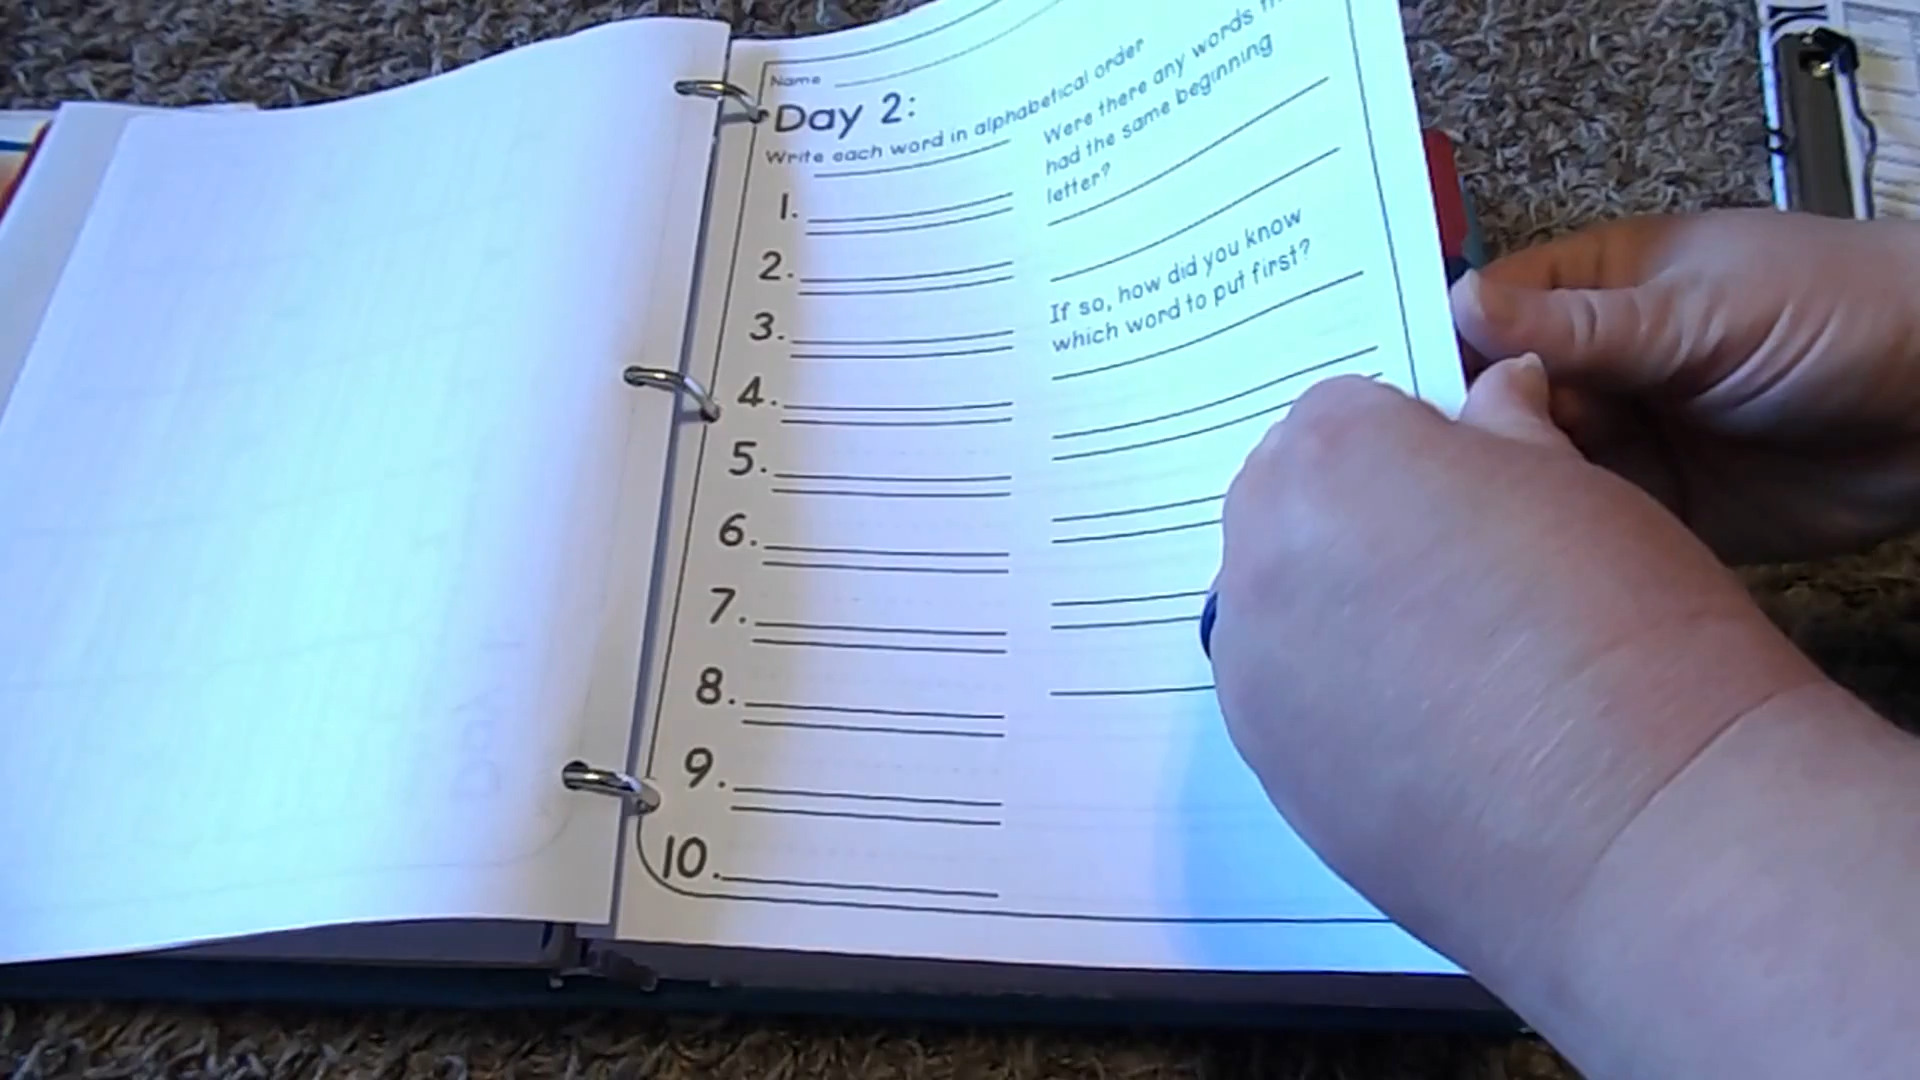 Name
Day 2:
Write each word in alphabetical order
1.
2.
3.
4.
5.
6.
7.
8.
9.
10.
Were there any words
had the same beginning
letter?
If so, how did you know
which word to put first?